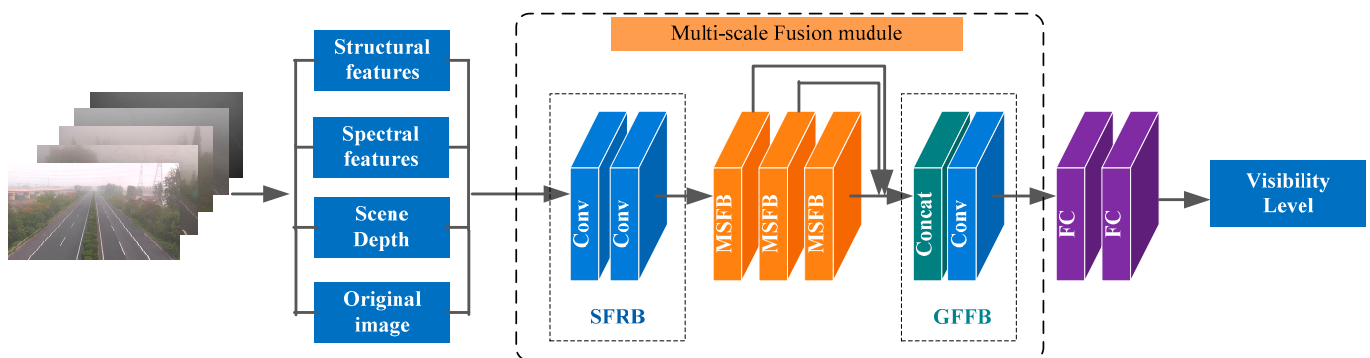 Multi-scale Fusion mudule
Structural
features
Spectral
features
Scene
Depth
Original
image
Conv
Conv
SFRB
MSFB
MSFB
MSFB
Concat
Conv
GFFB
FC
FC
Visibility
Level